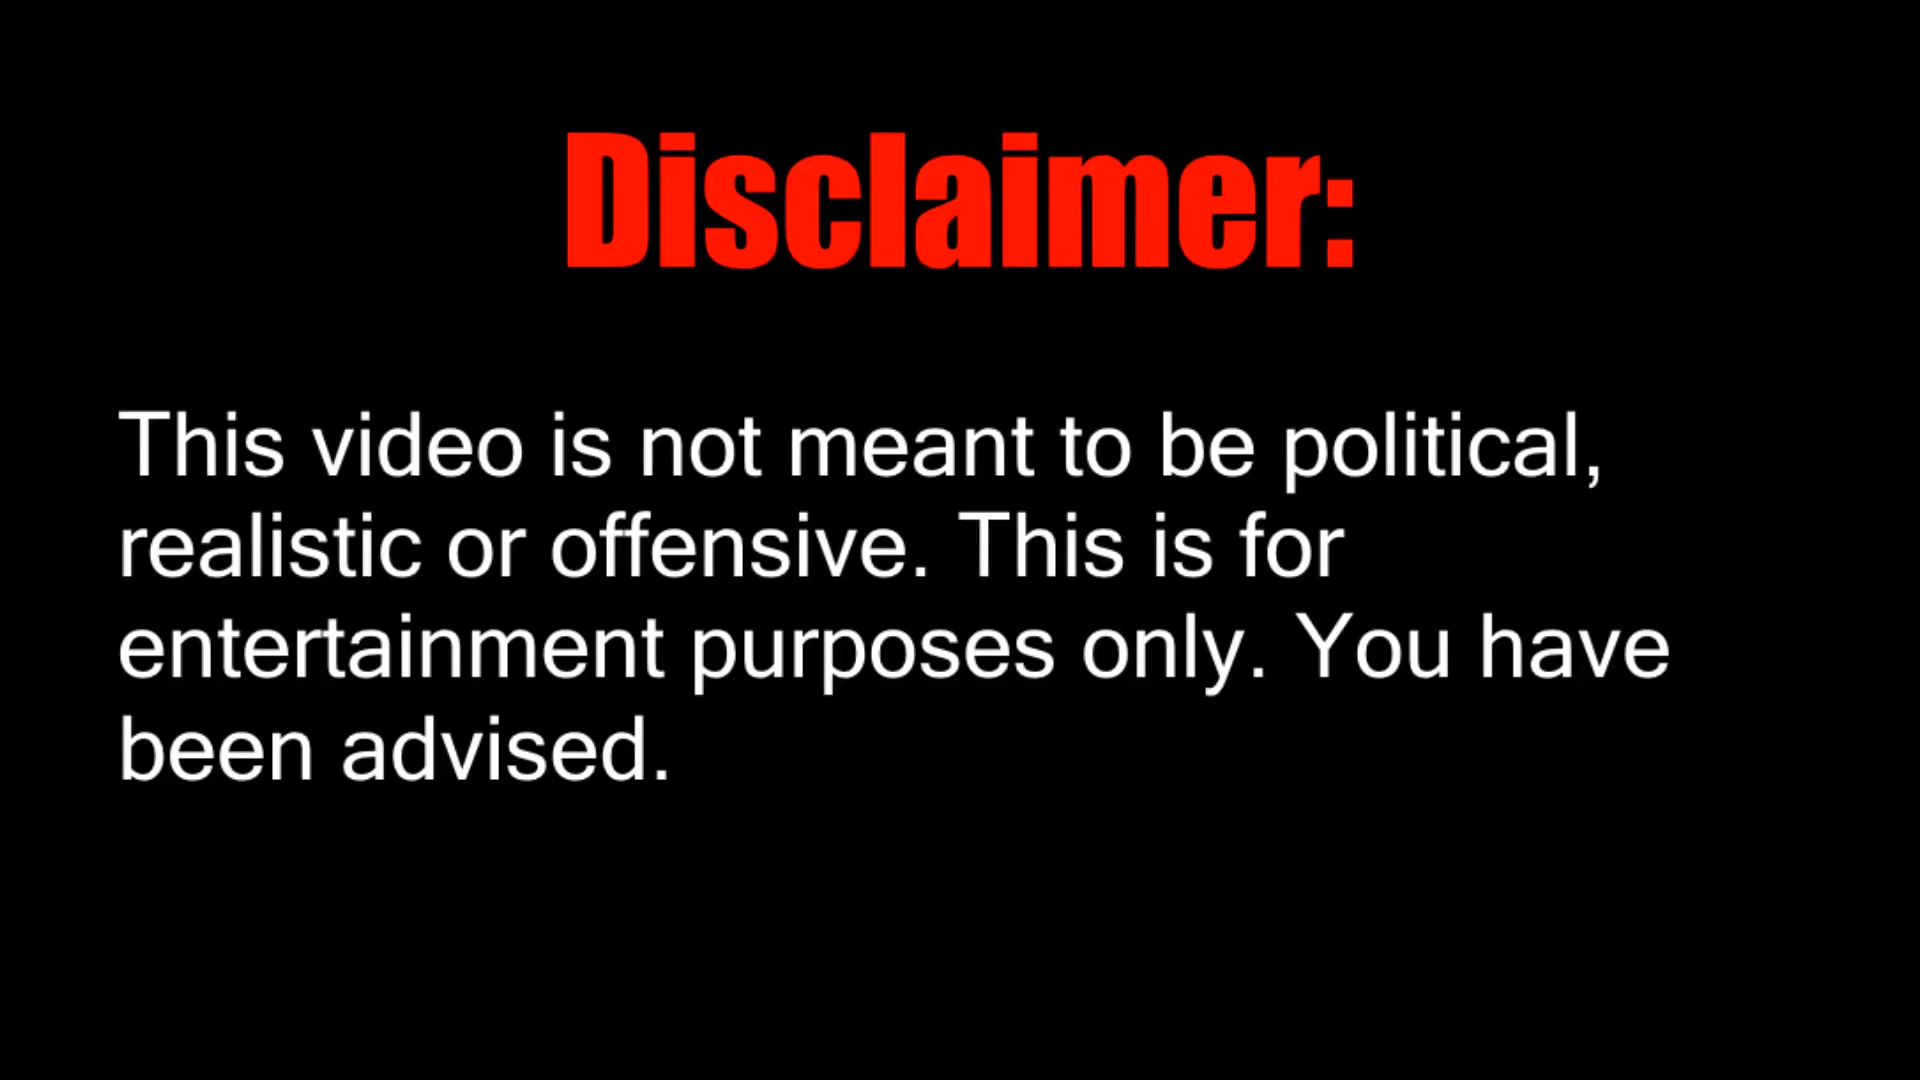 Disclaimer:
This video is not meant to be political,
realistic or offensive. This is for
entertainment purposes only. You have
been advised.